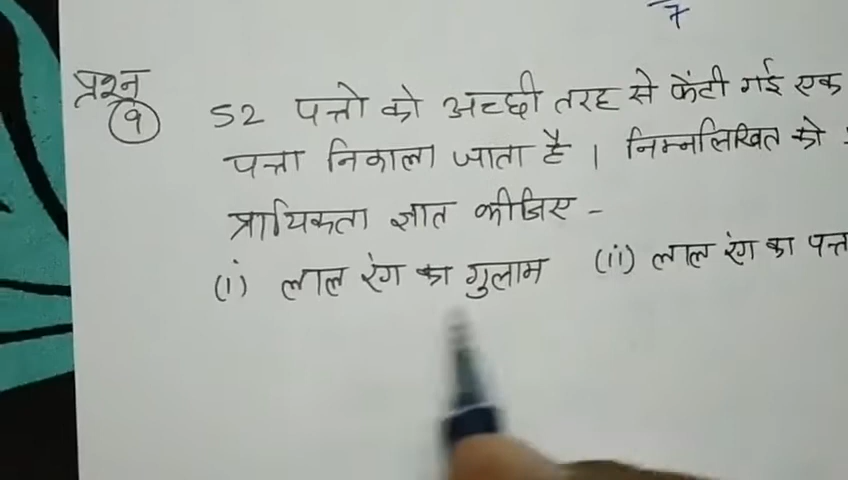 7
प्रश्न
9 52 पत्तो को अच्छी तरह से फेंटी गई एक
पत्ता निकाला जाता है । निम्नलिखित को
प्रायिकता ज्ञात कीजिए -
(i) लाल रंग का गुलाम (ii) लाल रंग का पत्त